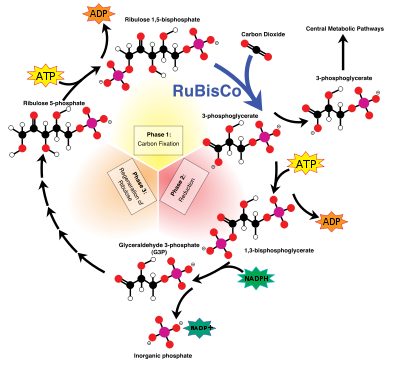 ADP
Ribulose 1,5-bisphosphate
Carbon Dioxide
Central Metabolic Pathways
ATP
RuBisCo
3-phosphoglycerate
Ribulose 5-phosphate
3-phosphoglycerate
Phase 1:
Carbon Fixation
ATP
Phase 3:
Regeneration of
Ribulose
Phase 2:
Reduction
ADP
Glyceraldehyde 3-phosphate
(G3P)
1,3-bisphosphoglycerate
NADPH
NADP+
Inorganic phosphate